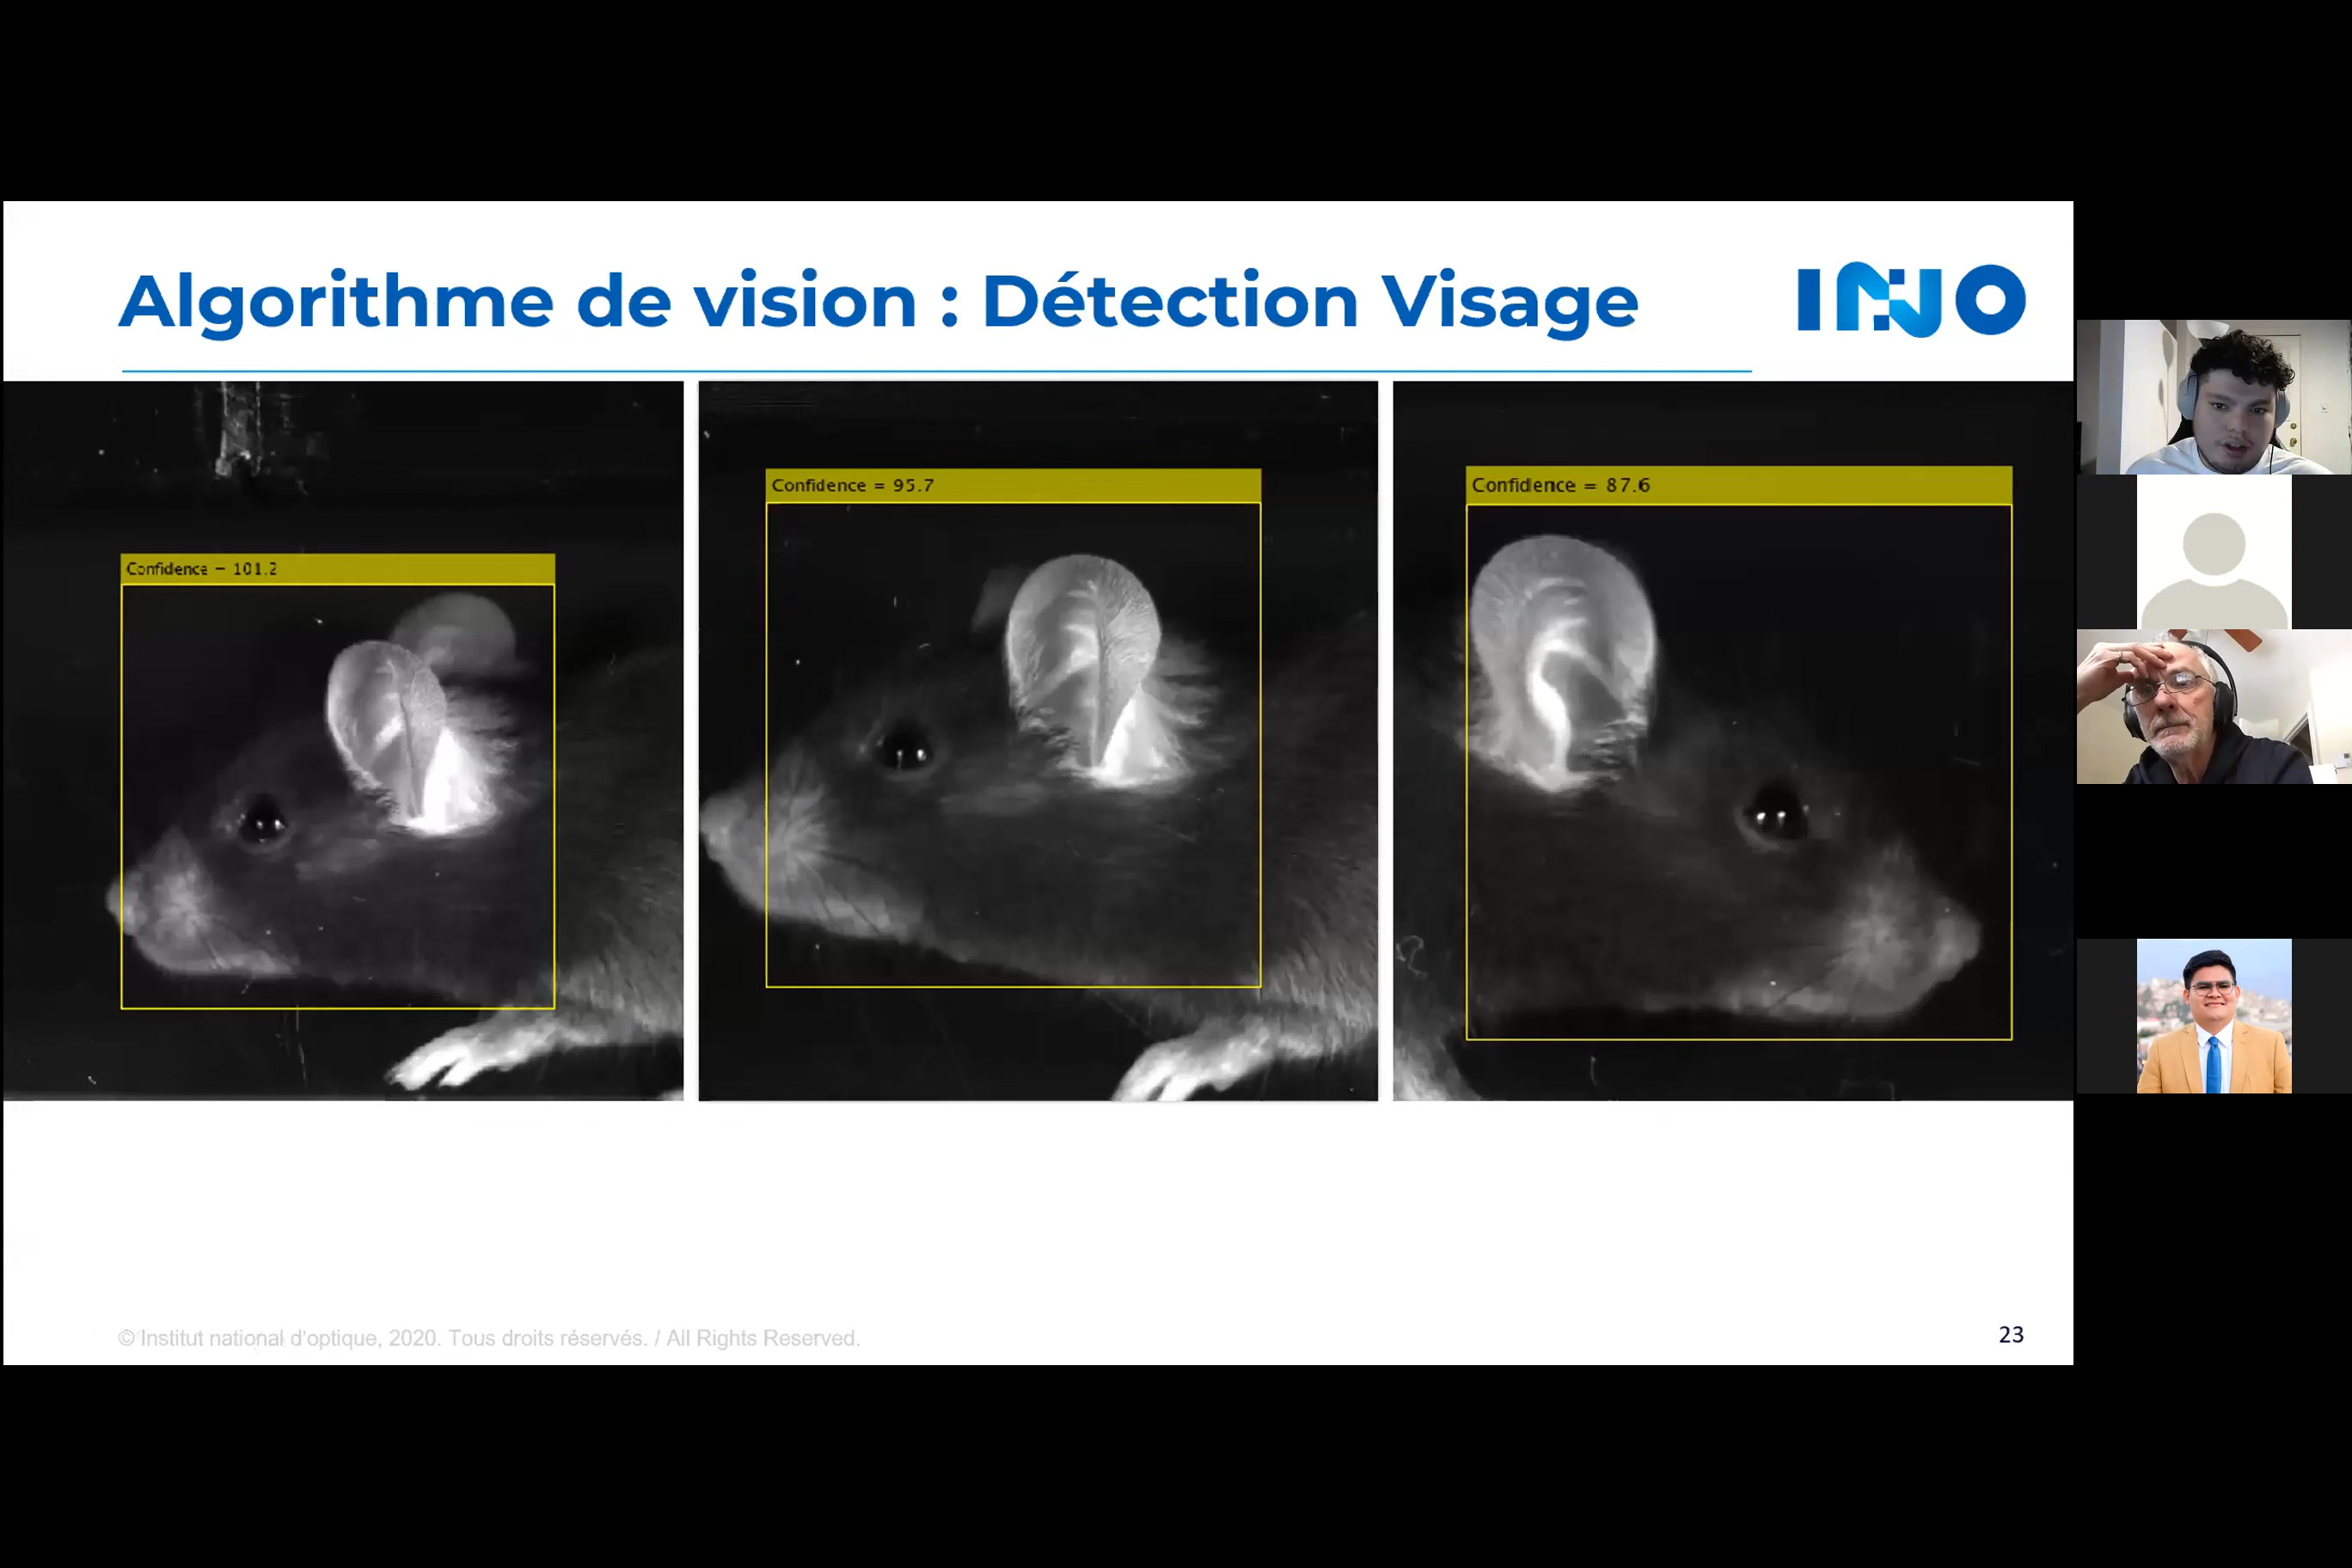 Algorithme de vision : Détection Visage
INO
Confidence = 101.2
Confidence = 95.7
Confidence = 87.6
© Institut national d'optique, 2020. Tous droits réservés. / All Rights Reserved.
23